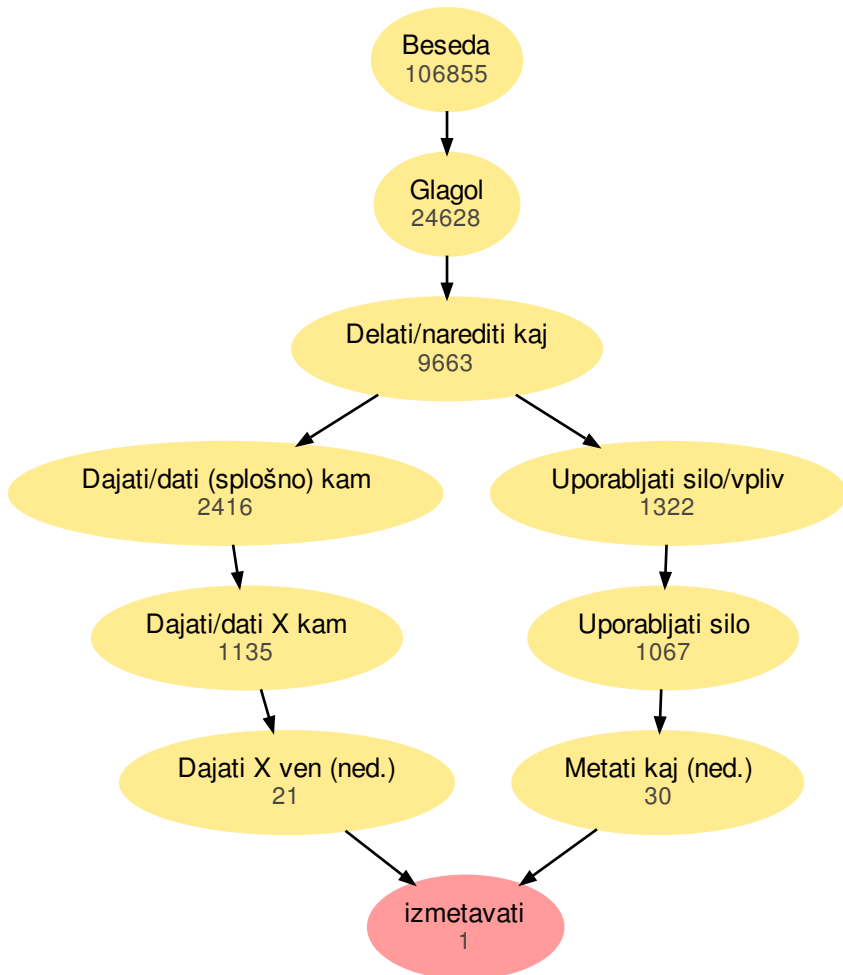 Beseda
106855
Glagol
24628
Delati/narediti kaj
9663
Dajati/dati (splošno) kam
2416
Uporabljati silo/vpliv
1322
Dajati/dati X kam
1135
Uporabljati silo
1067
Dajati X ven (ned.)
21
Metati kaj (ned.)
30
izmetavati
1